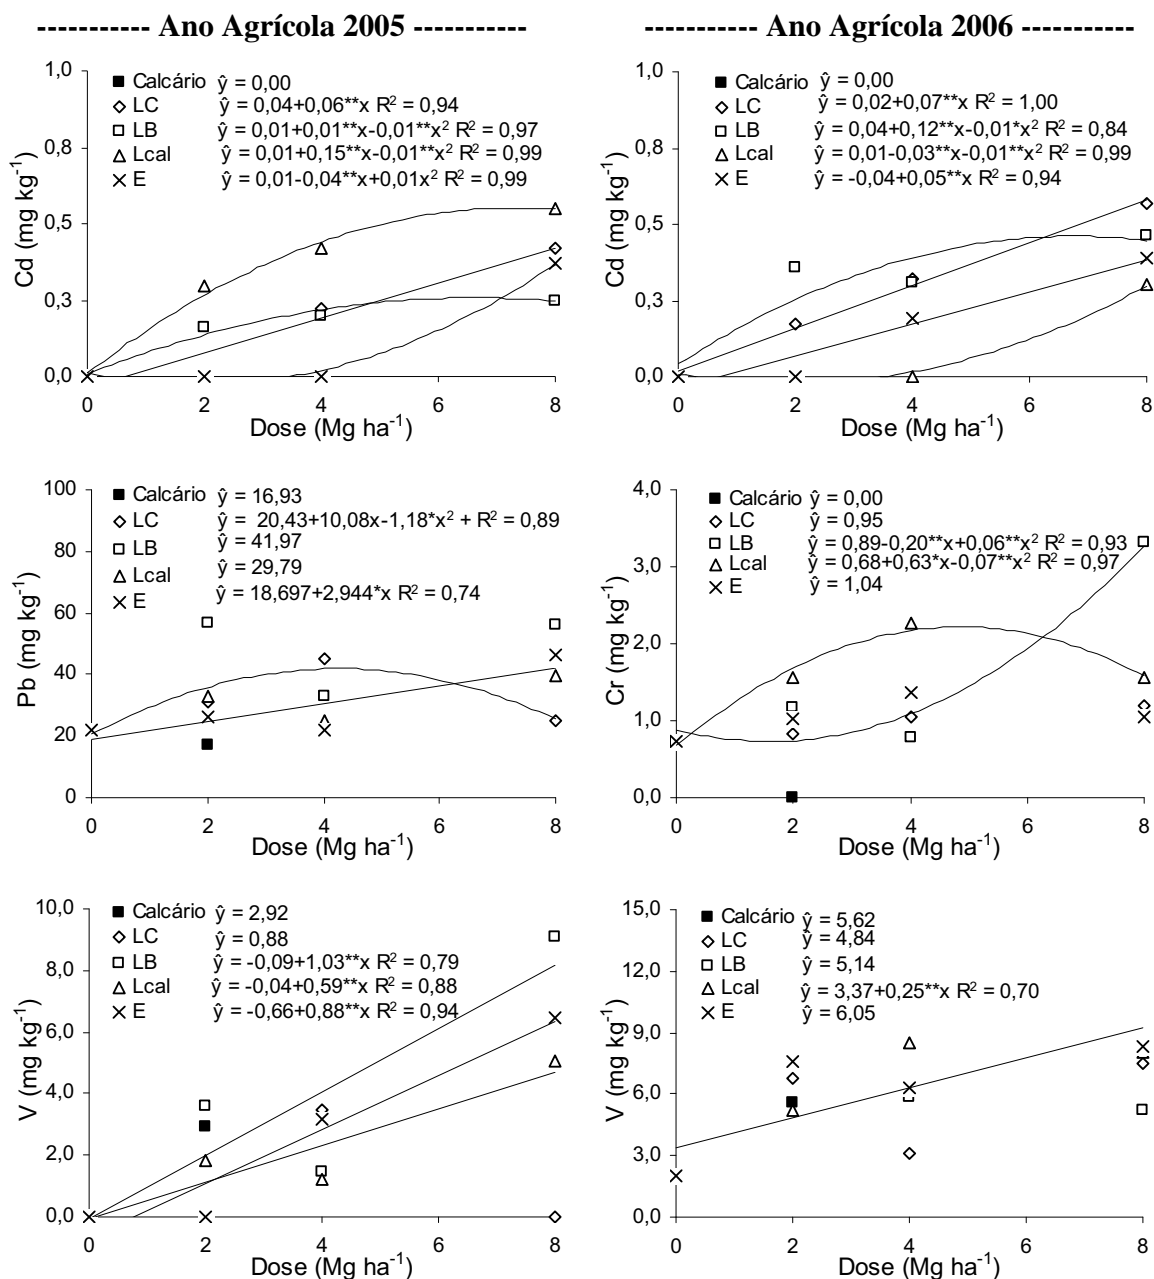 ---------- Ano Agrícola 2005 ----------
---------- Ano Agrícola 2006 ----------
1,0
0,8
0,5
0,3
0,0
Cd (mg kg⁻¹)
Calcário ŷ = 0,00
LC ŷ = 0,04+0,06**x R² = 0,94
LB ŷ = 0,01+0,01**x-0,01**x² R² = 0,97
Lcal ŷ = 0,01+0,15**x-0,01**x² R² = 0,99
E ŷ = 0,01-0,04**x+0,01x² R² = 0,99
0 2 4 6 8
Dose (Mg ha⁻¹)
1,0
0,8
0,5
0,3
0,0
Cd (mg kg⁻¹)
Calcário ŷ = 0,00
LC ŷ = 0,02+0,07**x R² = 1,00
LB ŷ = 0,04+0,12**x-0,01*x² R² = 0,84
Lcal ŷ = 0,01-0,03**x-0,01**x² R² = 0,99
E ŷ = -0,04+0,05**x R² = 0,94
0 2 4 6 8
Dose (Mg ha⁻¹)
100
80
60
40
20
0
Pb (mg kg⁻¹)
Calcário ŷ = 16,93
LC ŷ = 20,43+10,08x-1,18*x² + R² = 0,89
LB ŷ = 41,97
Lcal ŷ = 29,79
E ŷ = 18,697+2,944*x R² = 0,74
0 2 4 6 8
Dose (Mg ha⁻¹)
4,0
3,0
2,0
1,0
0,0
Cr (mg kg⁻¹)
Calcário ŷ = 0,00
LC ŷ = 0,95
LB ŷ = 0,89-0,20**x+0,06**x² R² = 0,93
Lcal ŷ = 0,68+0,63*x-0,07**x² R² = 0,97
E ŷ = 1,04
0 2 4 6 8
Dose (Mg ha⁻¹)
10,0
8,0
6,0
4,0
2,0
0,0
V (mg kg⁻¹)
Calcário ŷ = 2,92
LC ŷ = 0,88
LB ŷ = -0,09+1,03**x R² = 0,79
Lcal ŷ = -0,04+0,59**x R² = 0,88
E ŷ = -0,66+0,88**x R² = 0,94
0 2 4 6 8
Dose (Mg ha⁻¹)
15,0
12,0
9,0
6,0
3,0
0,0
V (mg kg⁻¹)
Calcário ŷ = 5,62
LC ŷ = 4,84
LB ŷ = 5,14
Lcal ŷ = 3,37+0,25**x R² = 0,70
E ŷ = 6,05
0 2 4 6 8
Dose (Mg ha⁻¹)